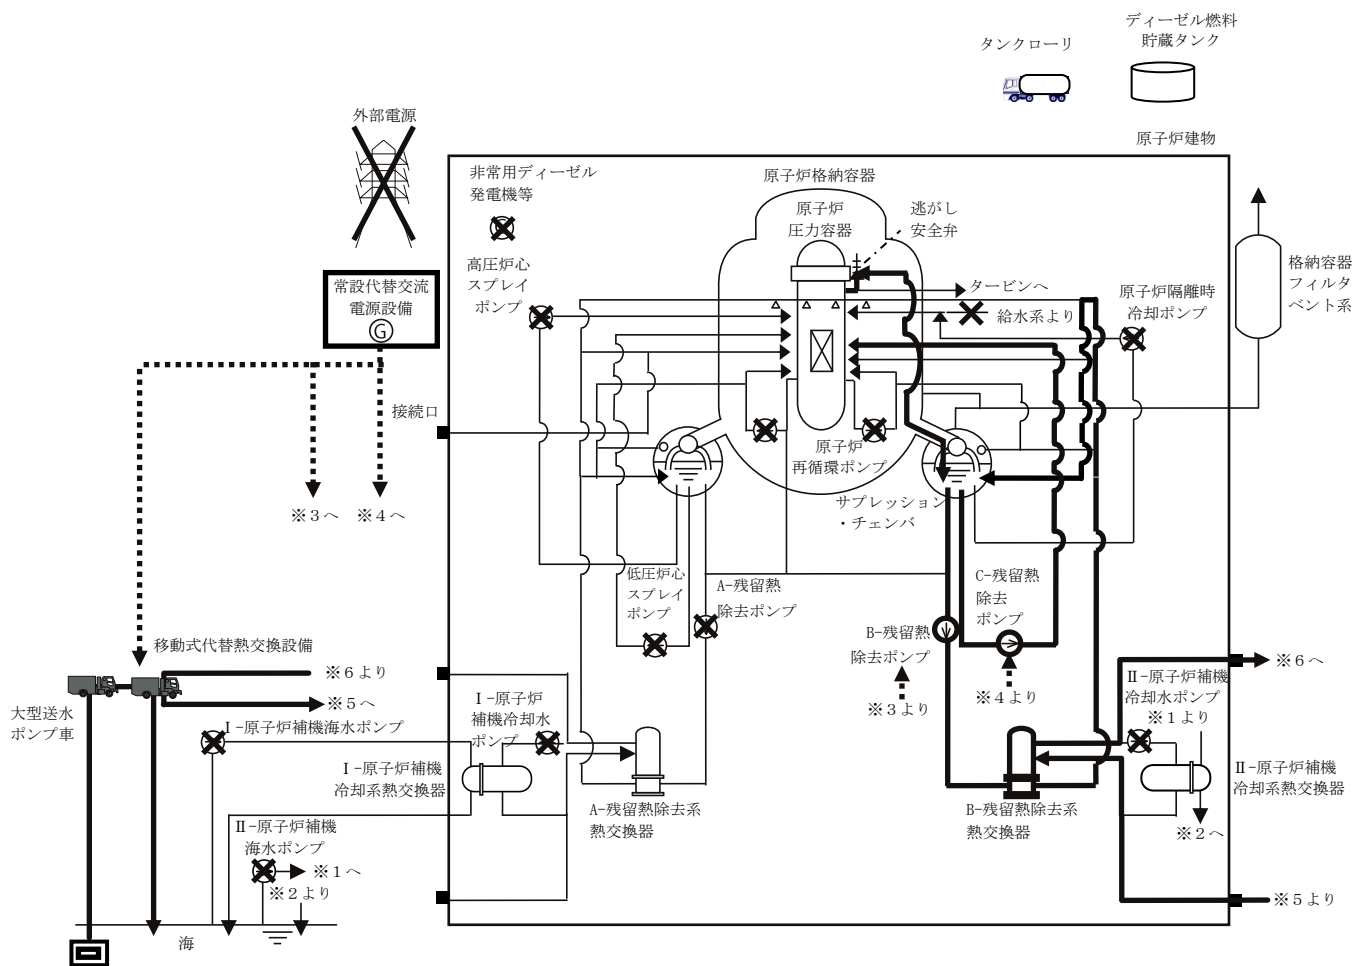 ディーゼル燃料
貯蔵タンク
タンクローリ
外部電源
原子炉建物
非常用ディーゼル
発電機等
原子炉格納容器
原子炉
圧力容器
逃がし
安全弁
高圧炉心
スプレイ
ポンプ
常設代替交流
電源設備
G
タービンへ
給水系より
原子炉隔離時
冷却ポンプ
格納容器
フィルタ
ベント系
接続口
原子炉
再循環ポンプ
サプレッション
・チェンバ
※3へ
※4へ
低圧炉心
スプレイ
ポンプ
A-残留熱
除去ポンプ
C-残留熱
除去
ポンプ
B-残留熱
除去ポンプ
※3より
※4より
移動式代替熱交換設備
※6より
※5へ
大型送水
ポンプ車
Ⅰ-原子炉補機海水ポンプ
Ⅰ-原子炉
補機冷却水
ポンプ
Ⅰ-原子炉補機
冷却系熱交換器
A-残留熱除去系
熱交換器
B-残留熱除去系
熱交換器
Ⅱ-原子炉補機
冷却水ポンプ
※1より
※6へ
Ⅱ-原子炉補機
冷却系熱交換器
※2へ
※5より
Ⅱ-原子炉補機
海水ポンプ
※1へ
※2より
海